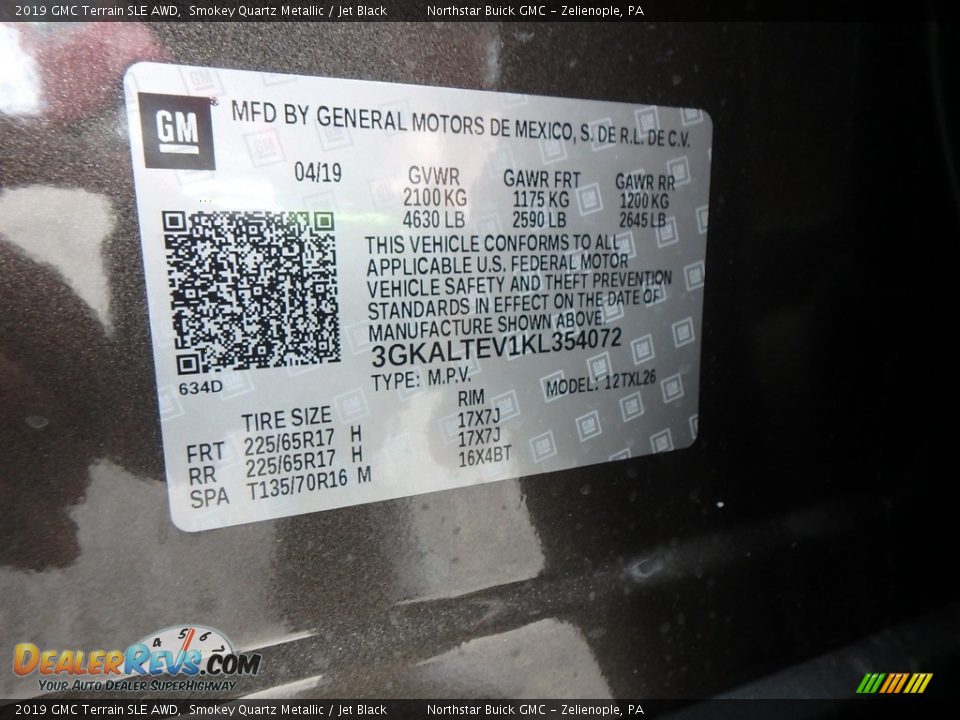 2019 GMC Terrain SLE AWD, Smokey Quartz Metallic / Jet Black Northstar Buick GMC - Zelienople, PA
GM ® MFD BY GENERAL MOTORS DE MEXICO, S. DE R.L. DE C.V.
04/19 GVWR GAWR FRT GAWR RR
2100 KG 1175 KG 1200 KG
4630 LB 2590 LB 2645 LB
THIS VEHICLE CONFORMS TO ALL
APPLICABLE U.S. FEDERAL MOTOR
VEHICLE SAFETY AND THEFT PREVENTION
STANDARDS IN EFFECT ON THE DATE OF
MANUFACTURE SHOWN ABOVE.
3GKALTEV1KL354072
634D TYPE: M.P.V. MODEL: 12TXL26
TIRE SIZE RIM
FRT 225/65R17 H 17X7J
RR 225/65R17 H 17X7J
SPA T135/70R16 M 16X4BT
4 5 6
DEALERREVS.COM
YOUR AUTO DEALER SUPERHIGHWAY
2019 GMC Terrain SLE AWD, Smokey Quartz Metallic / Jet Black Northstar Buick GMC - Zelienople, PA